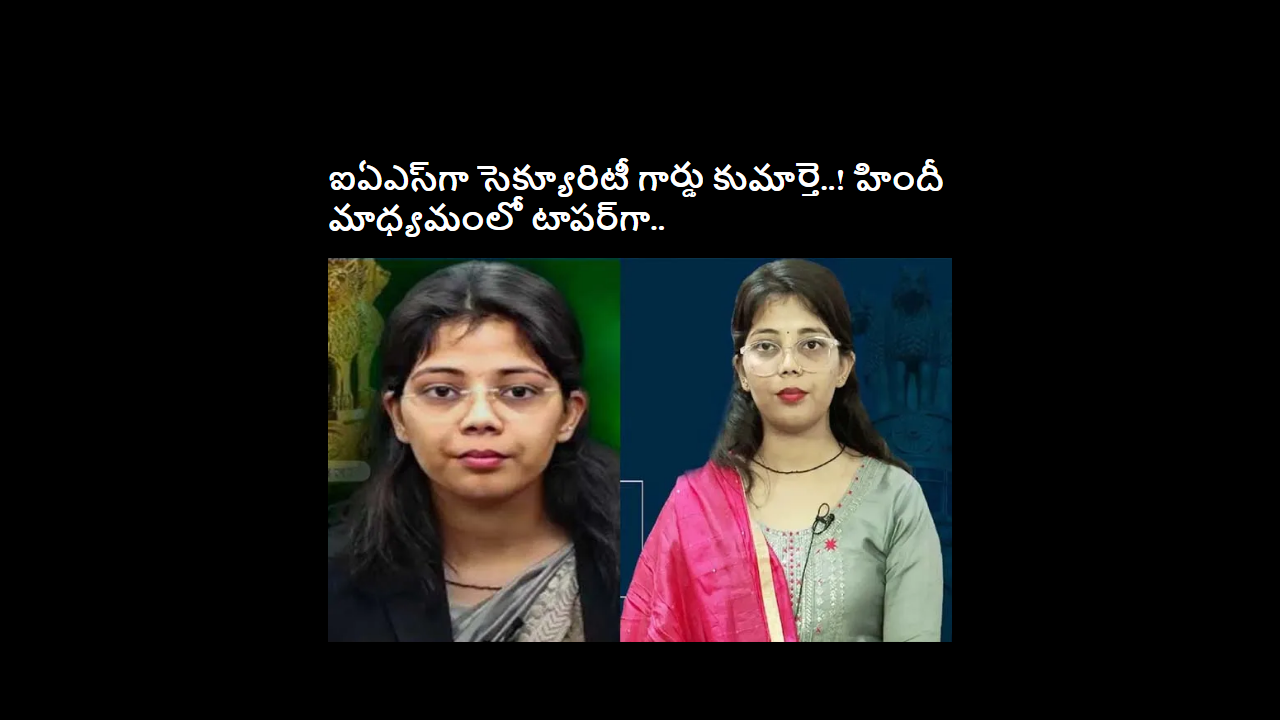 ఐఏఎస్‌గా సెక్యూరిటీ గార్డు కుమార్తె..! హిందీ
మాధ్యమంలో టాపర్‌గా..